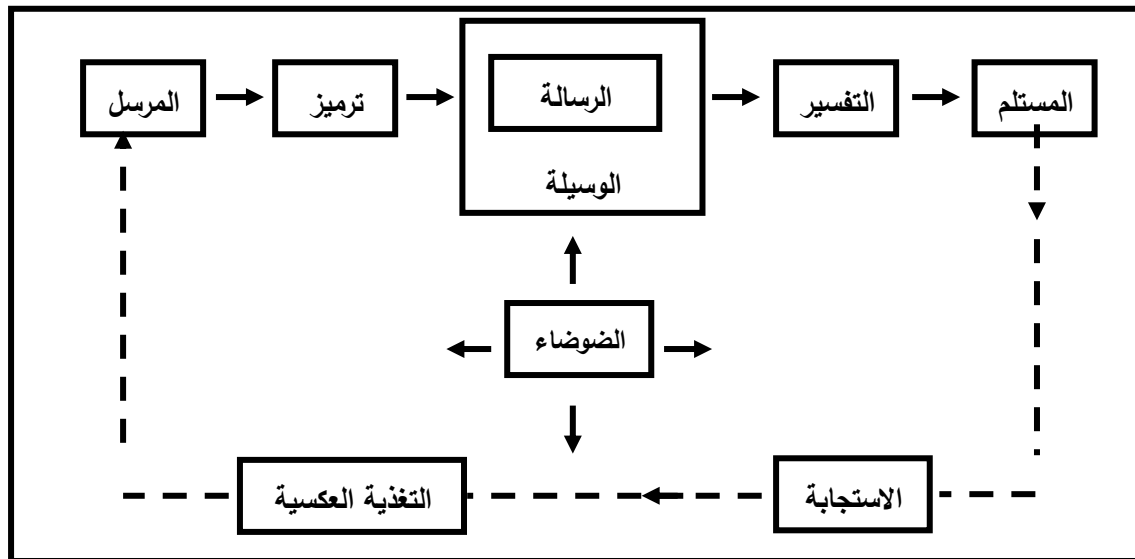 المرسل
ترميز
الرسالة
الوسيلة
التفسير
المستلم
الضوضاء
الاستجابة
التغذية العكسية